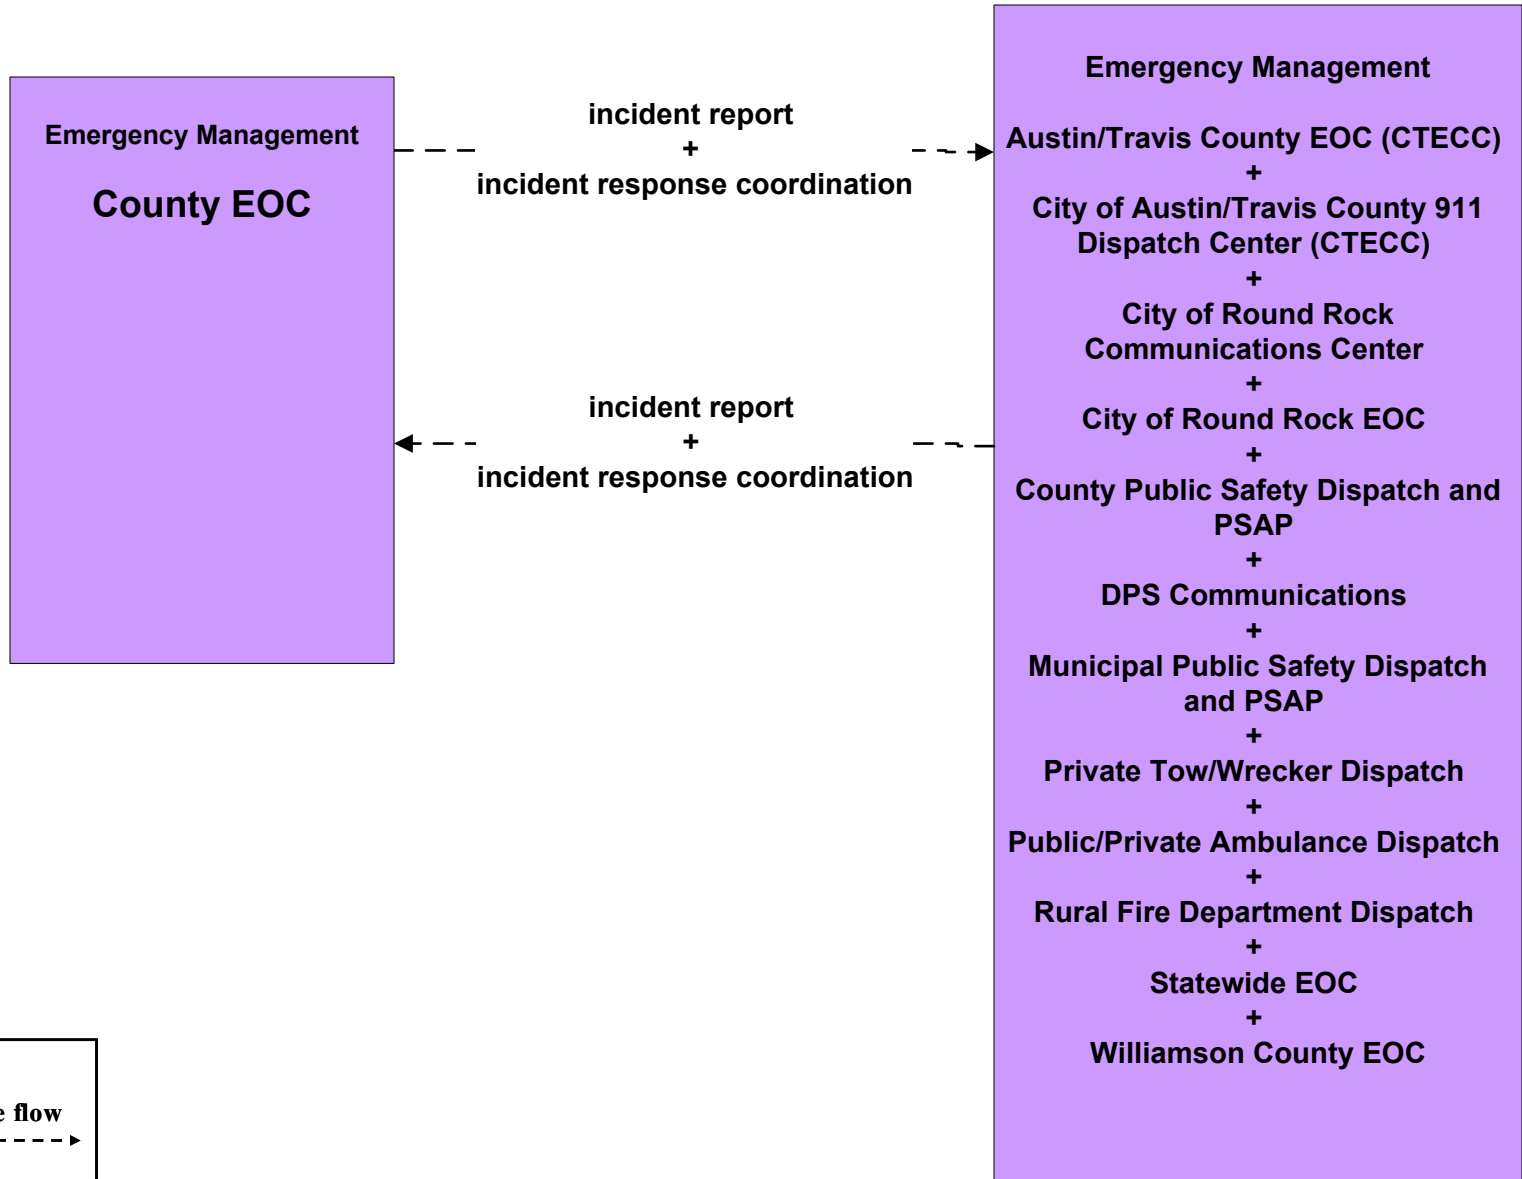 Emergency Management
County EOC
incident report
+
incident response coordination
incident report
+
incident response coordination
Emergency Management
Austin/Travis County EOC (CTECC)
+
City of Austin/Travis County 911
Dispatch Center (CTECC)
+
City of Round Rock
Communications Center
+
City of Round Rock EOC
+
County Public Safety Dispatch and
PSAP
+
DPS Communications
+
Municipal Public Safety Dispatch
and PSAP
+
Private Tow/Wrecker Dispatch
+
Public/Private Ambulance Dispatch
+
Rural Fire Department Dispatch
+
Statewide EOC
+
Williamson County EOC
flow